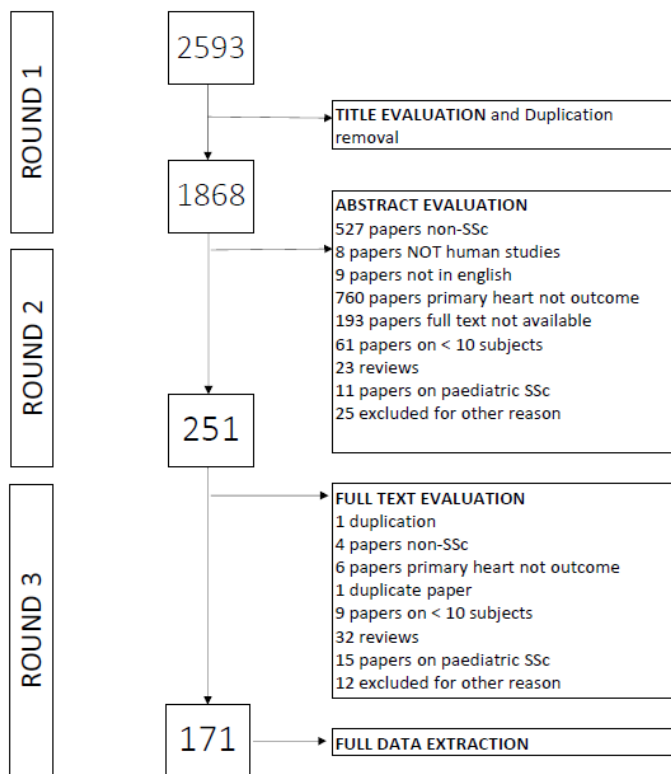 ROUND 1
2593
TITLE EVALUATION and Duplication
removal
1868
ABSTRACT EVALUATION
527 papers non-SSc
8 papers NOT human studies
9 papers not in english
760 papers primary heart not outcome
193 papers full text not available
61 papers on < 10 subjects
23 reviews
11 papers on paediatric SSc
25 excluded for other reason
ROUND 2
251
FULL TEXT EVALUATION
1 duplication
4 papers non-SSc
6 papers primary heart not outcome
1 duplicate paper
9 papers on < 10 subjects
32 reviews
15 papers on paediatric SSc
12 excluded for other reason
ROUND 3
171
FULL DATA EXTRACTION